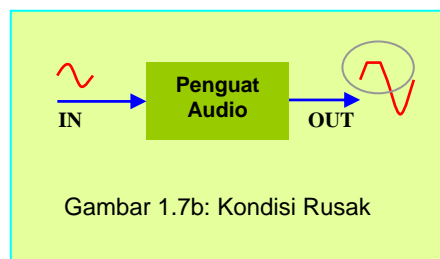 Penguat
Audio
IN
OUT
Gambar 1.7b: Kondisi Rusak